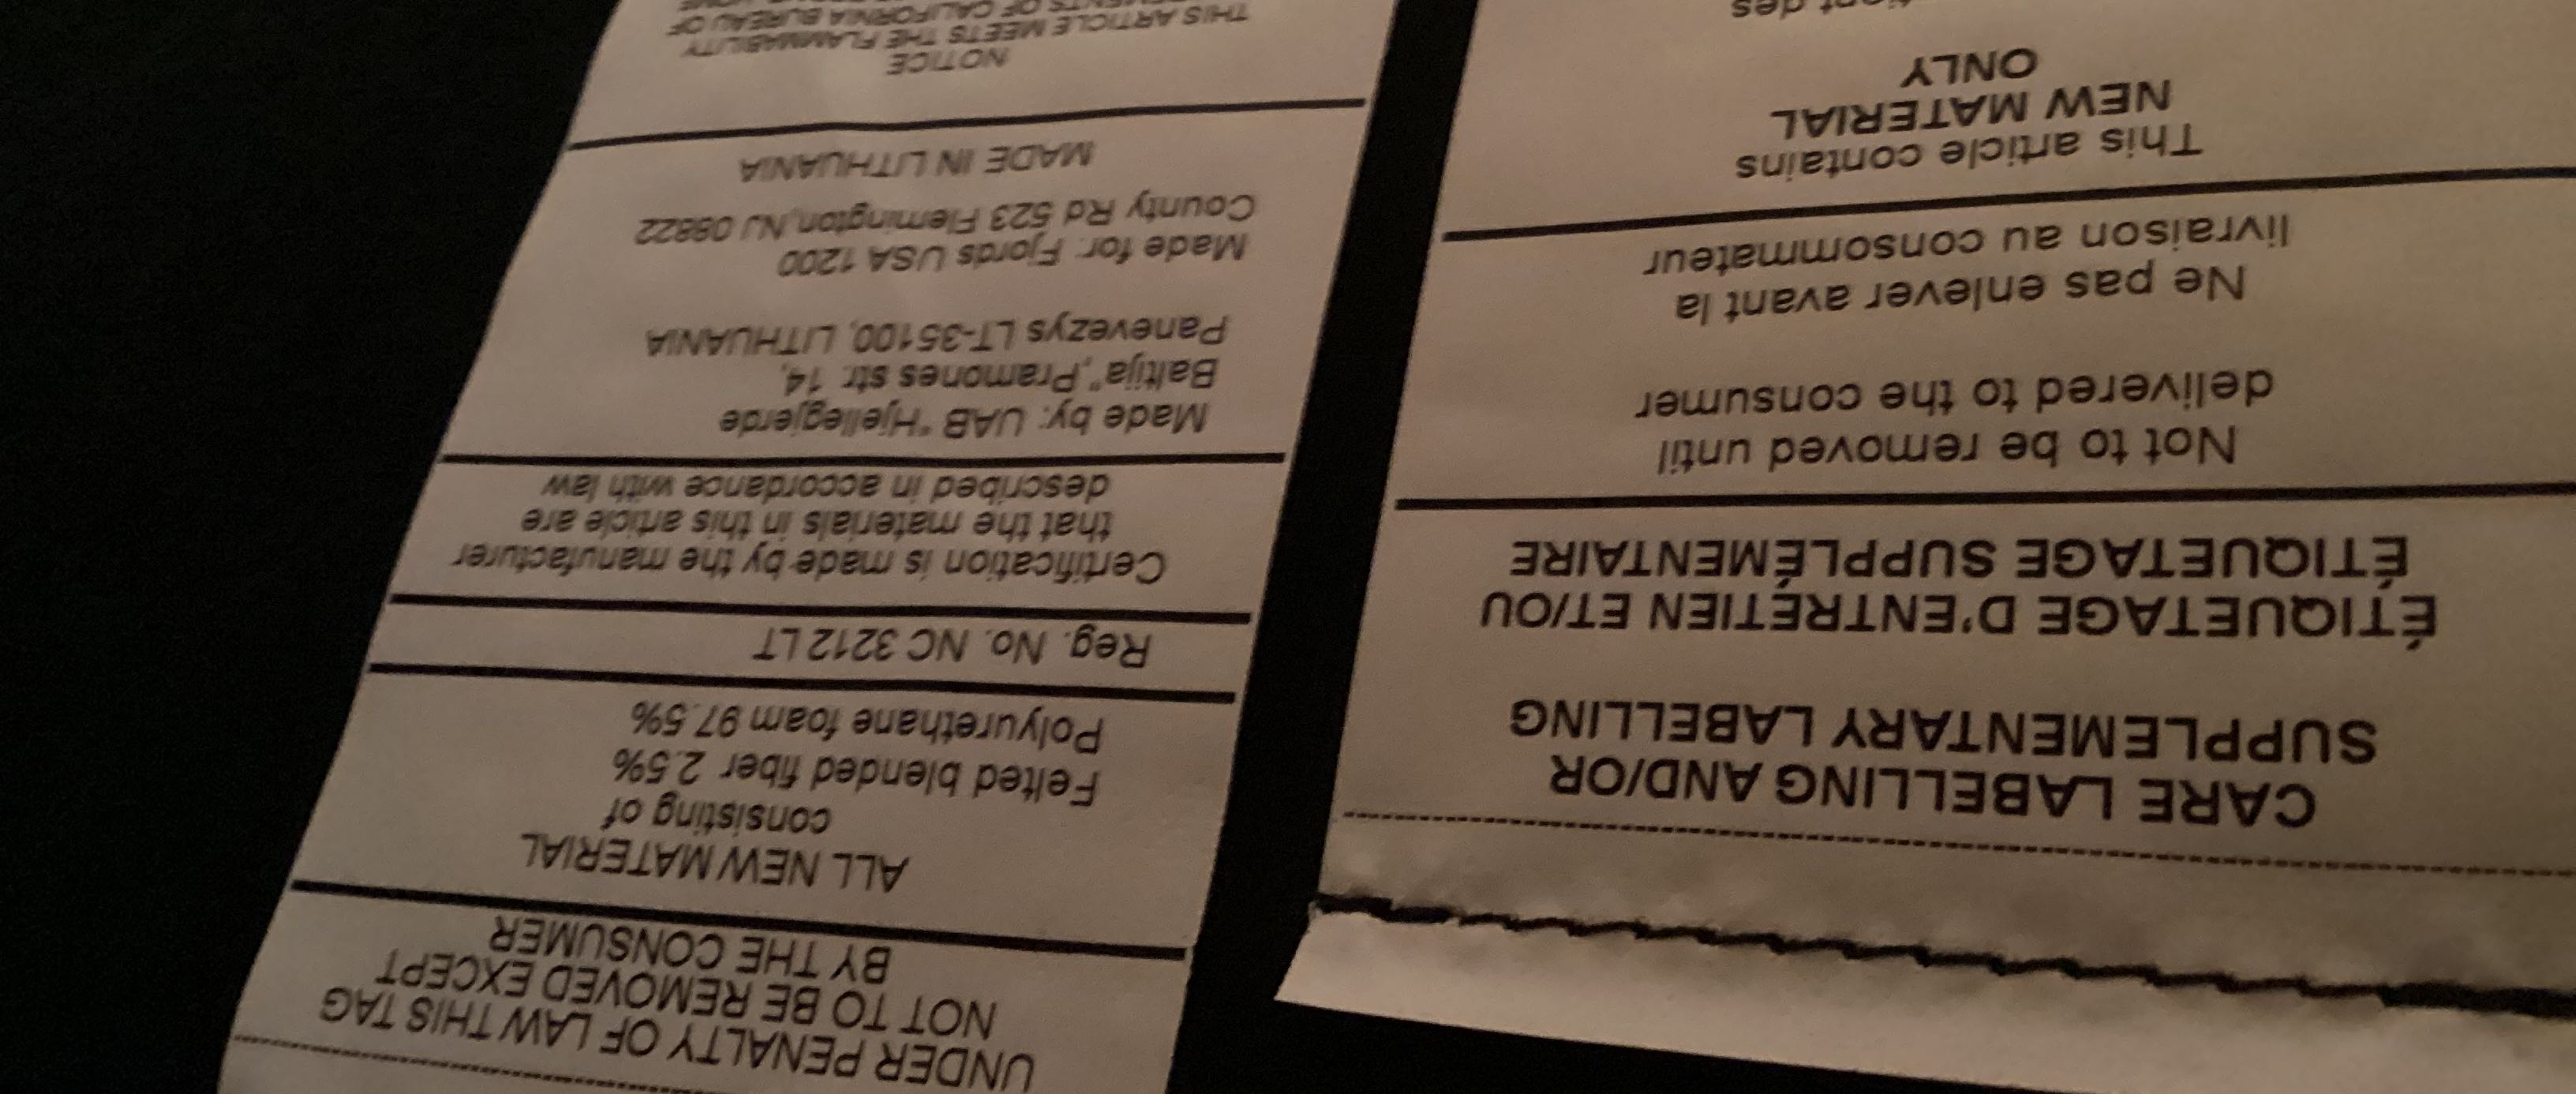 UNDER PENALTY OF LAW THIS TAG
NOT TO BE REMOVED EXCEPT
BY THE CONSUMER
ALL NEW MATERIAL
consisting of
Felted blended fiber 2.5%
Polyurethane foam 97.5%
Reg. No. NC 3212 LT
Certification is made by the manufacturer
that the materials in this article are
described in accordance with law
Made by: UAB "Hjellegjerde
Baltija",Pramones str. 14,
Panevezys LT-35100, LITHUANIA
Made for: Fjords USA 1200
County Rd 523 Flemington,NJ 08822
MADE IN LITHUANIA
NOTICE
THIS ARTICLE MEETS THE FLAMMABILITY
OF CALIFORNIA BUREAU OF
CARE LABELLING AND/OR
SUPPLEMENTARY LABELLING
ÉTIQUETAGE D'ENTRETIEN ET/OU
ÉTIQUETAGE SUPPLÉMENTAIRE
Not to be removed until
delivered to the consumer
Ne pas enlever avant la
livraison au consommateur
This article contains
NEW MATERIAL
ONLY
des